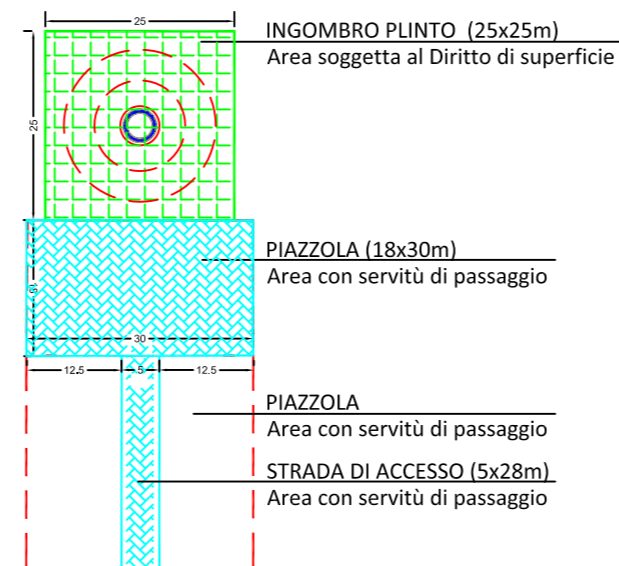 25
INGOMBRO PLINTO (25x25m)
Area soggetta al Diritto di superficie
25
PIAZZOLA (18x30m)
Area con servitù di passaggio
18
30
12.5
5
12.5
PIAZZOLA
Area con servitù di passaggio
STRADA DI ACCESSO (5x28m)
Area con servitù di passaggio